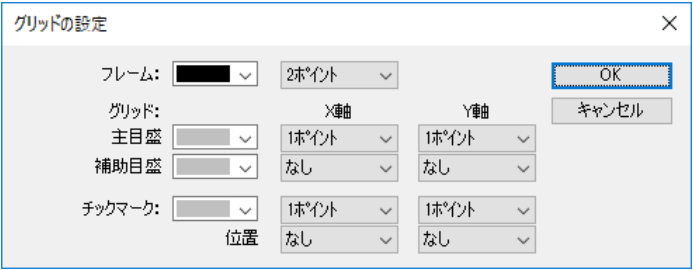 グリッドの設定
フレーム: 2ポイント OK
グリッド: X軸 Y軸 キャンセル
主目盛 1ポイント 1ポイント
補助目盛 なし なし
チックマーク: 1ポイント 1ポイント
位置 なし なし